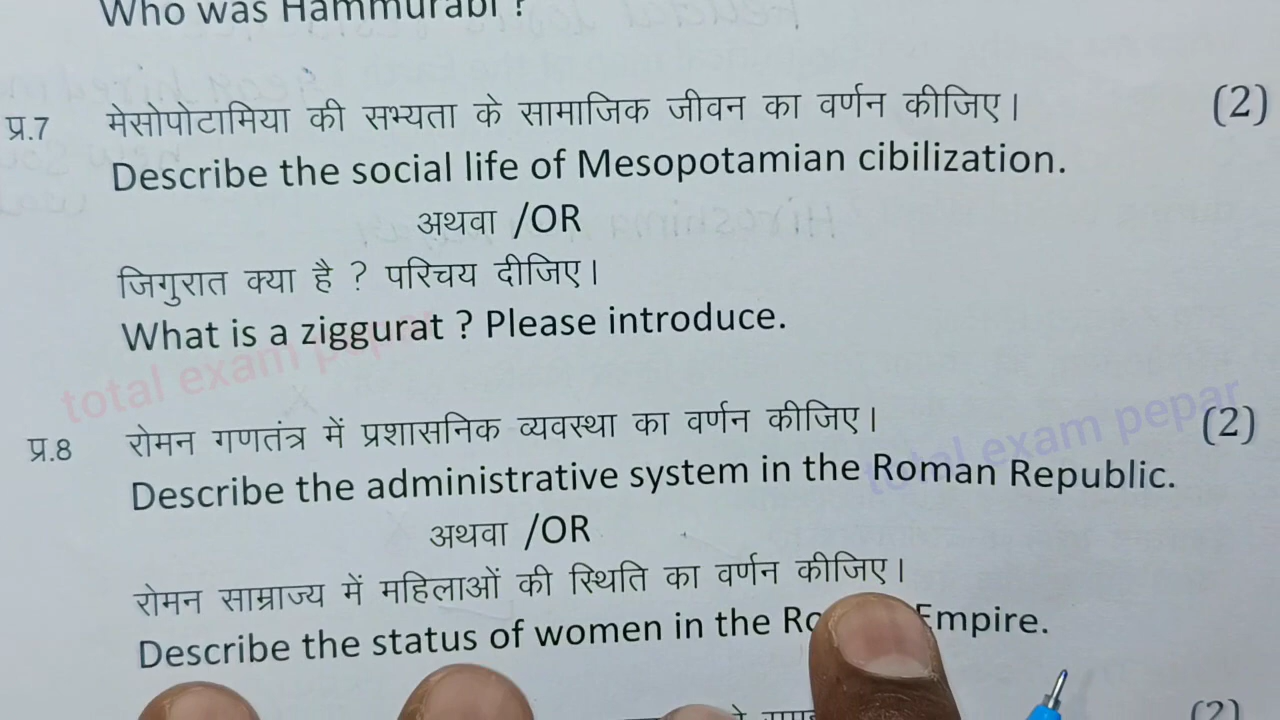 Who was Hammurabi ?
प्र.7 मेसोपोटामिया की सभ्यता के सामाजिक जीवन का वर्णन कीजिए। (2)
Describe the social life of Mesopotamian cibilization.
अथवा /OR
जिगुरात क्या है ? परिचय दीजिए।
What is a ziggurat ? Please introduce.
total exam pepar
प्र.8 रोमन गणतंत्र में प्रशासनिक व्यवस्था का वर्णन कीजिए। (2)
total exam pepar
Describe the administrative system in the Roman Republic.
अथवा /OR
रोमन साम्राज्य में महिलाओं की स्थिति का वर्णन कीजिए।
Describe the status of women in the Empire.
(2)